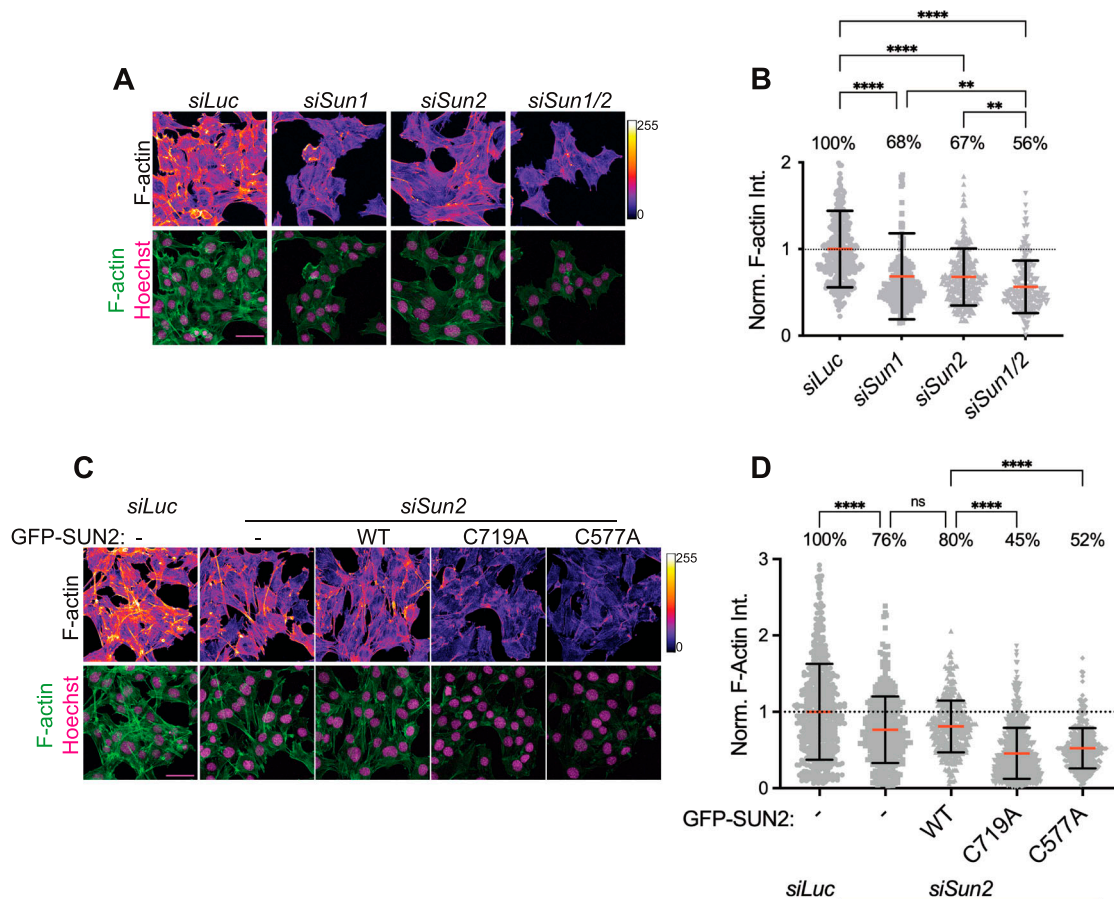 A
siLuc siSun1 siSun2 siSun1/2
F-actin
255
0
F-actin
Hoechst
B
****
****
**** **
**
100% 68% 67% 56%
Norm. F-actin Int.
2
1
0
siLuc siSun1 siSun2 siSun1/2
C
siLuc siSun2
GFP-SUN2: - - WT C719A C577A
F-actin
255
0
F-actin
Hoechst
D
****
**** ns ****
100% 76% 80% 45% 52%
Norm. F-Actin Int.
3
2
1
0
GFP-SUN2: - - WT C719A C577A
siLuc siSun2